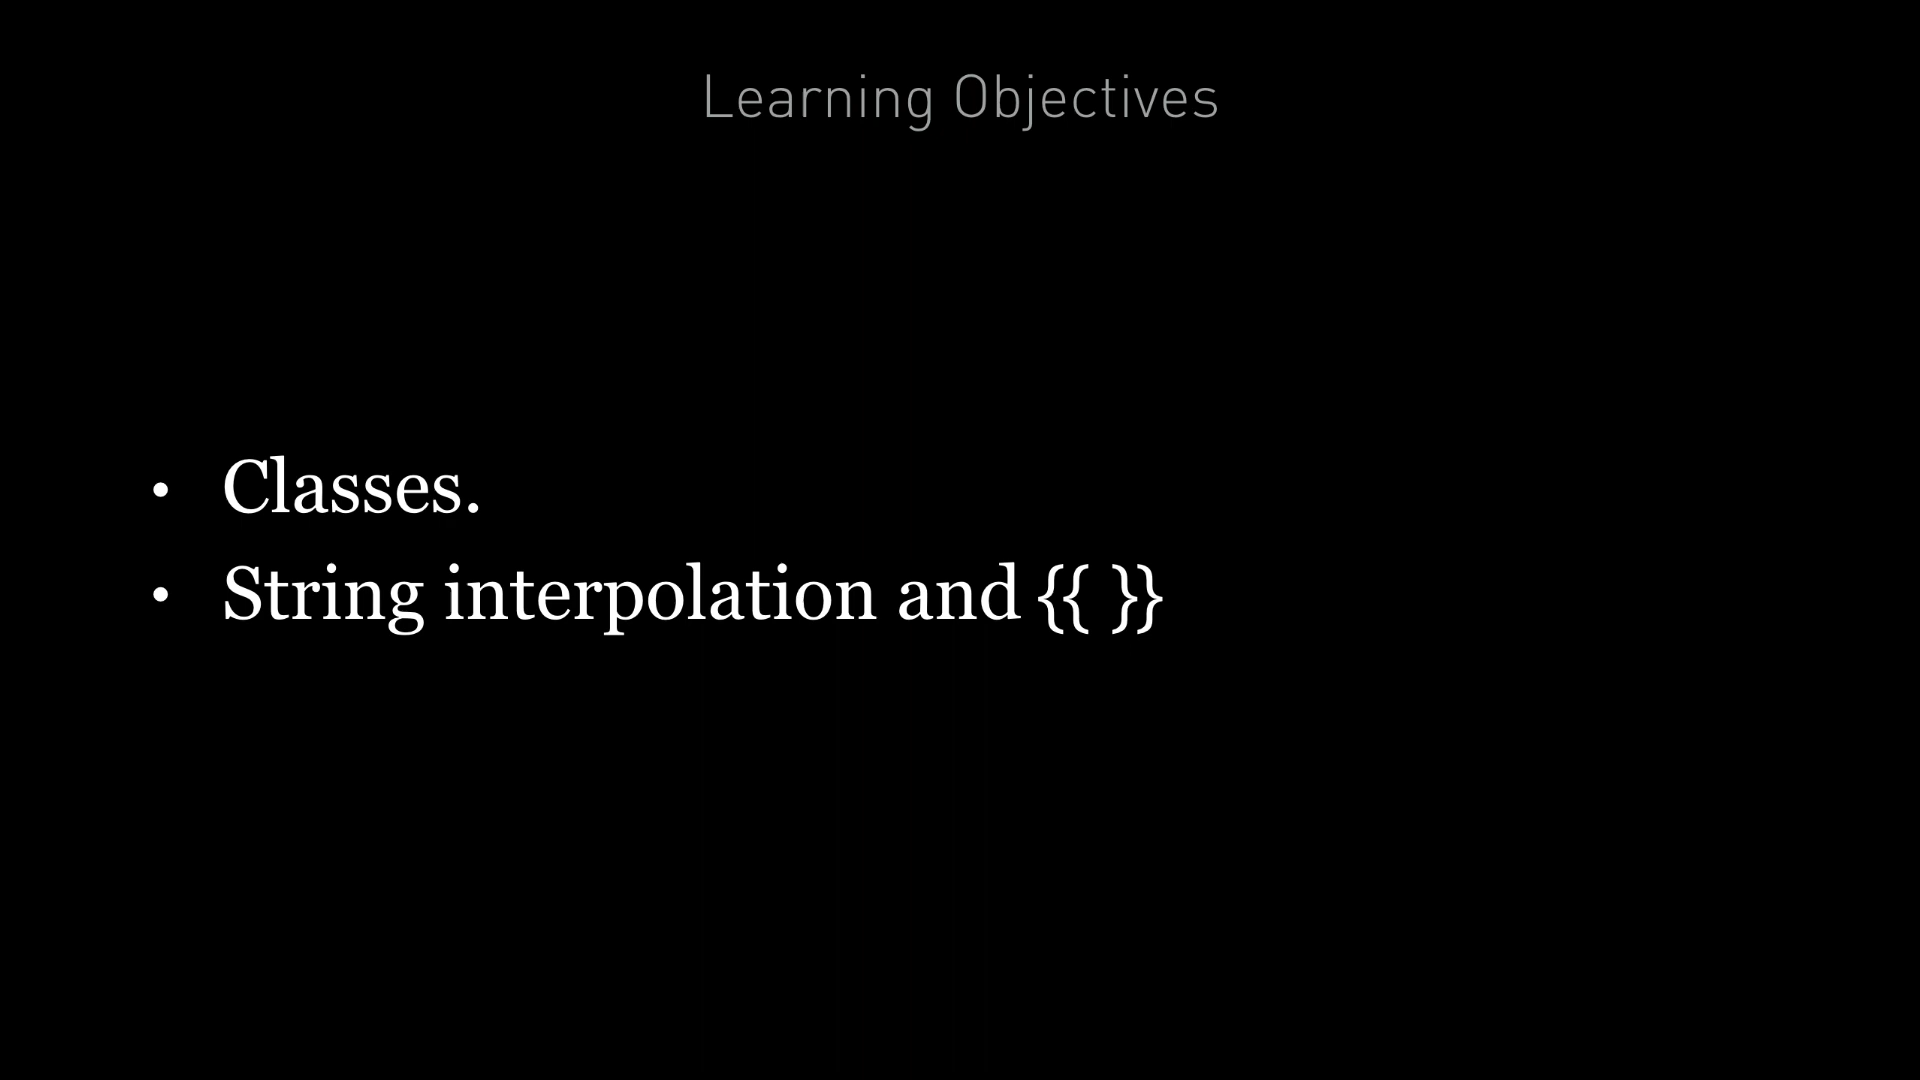 Learning Objectives
• Classes.
• String interpolation and {{ }}